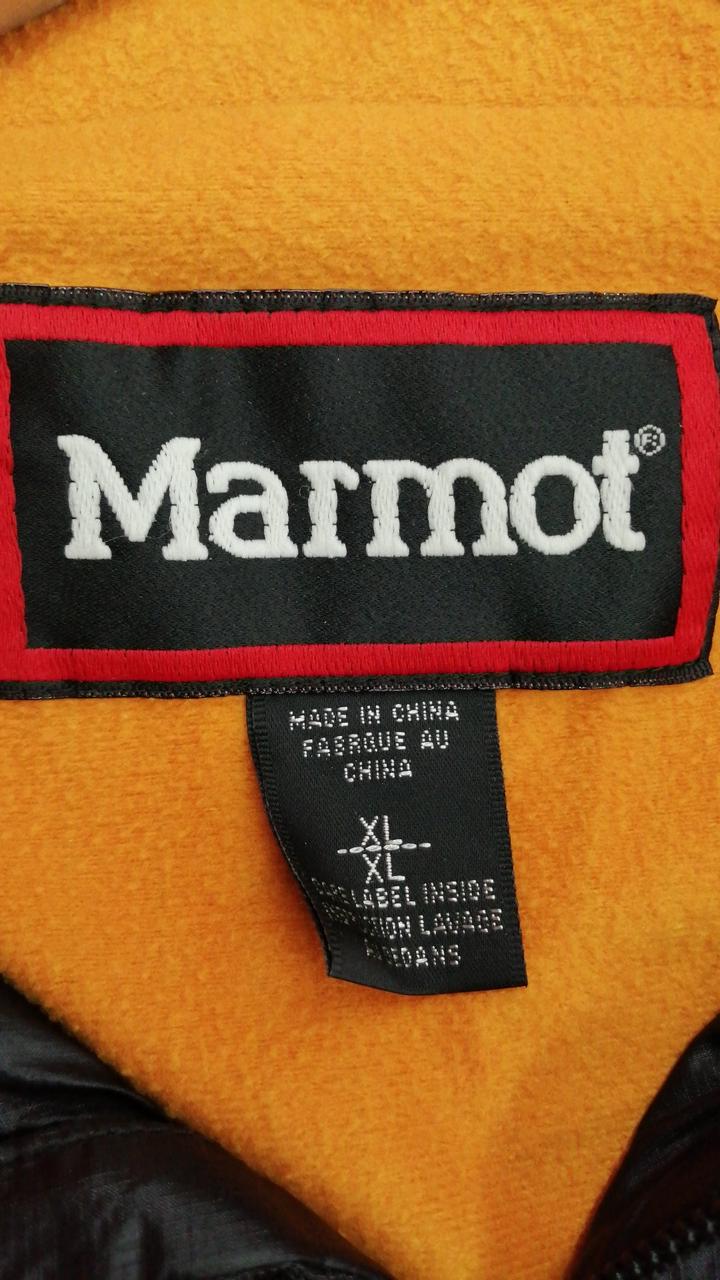 Marmot®
MADE IN CHINA
FABRQUE AU
CHINA
XL
XL
LABEL INSIDE
LAVAGE